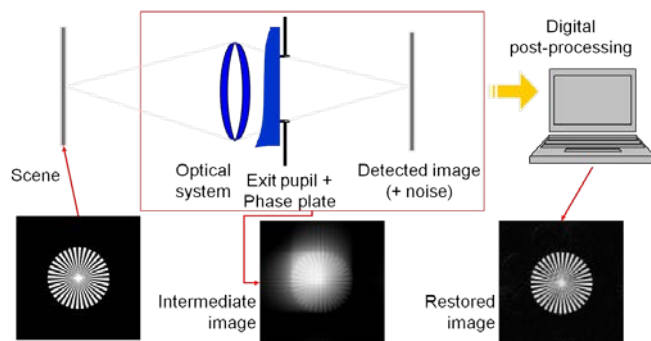 Digital
post-processing
Scene
Optical
system
Exit pupil +
Phase plate
Detected image
(+ noise)
Intermediate
image
Restored
image